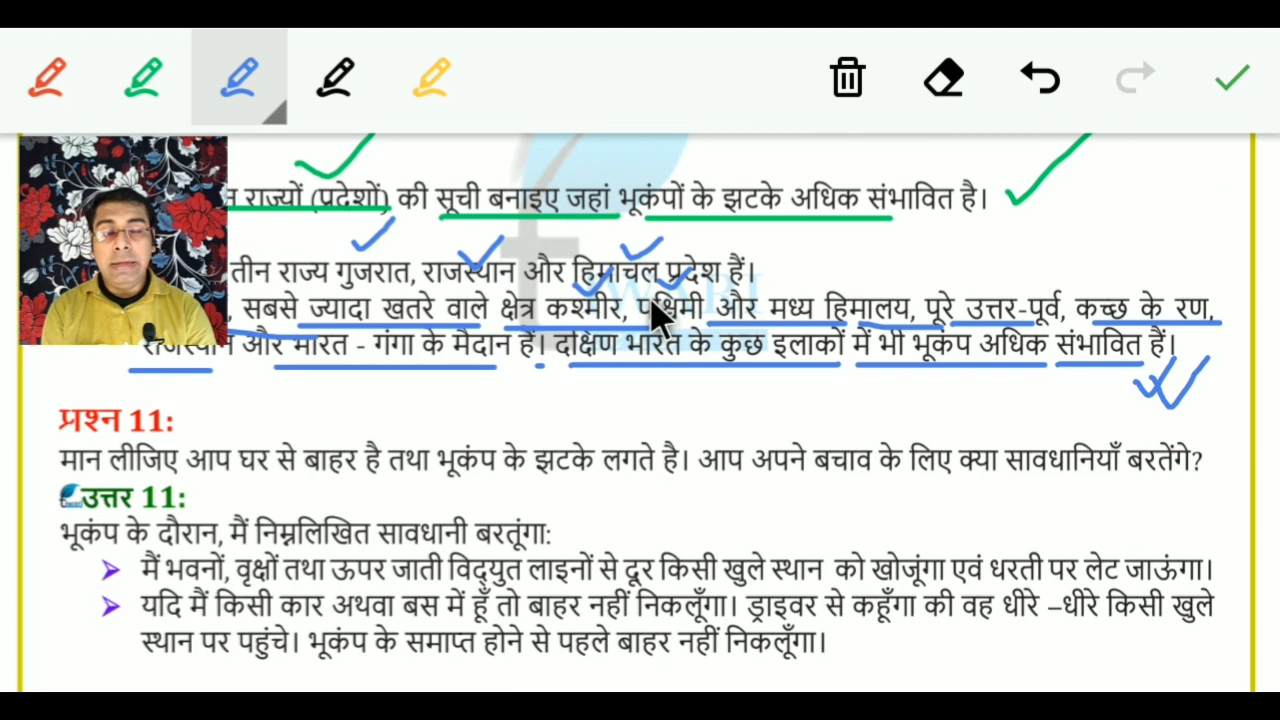 राज्यों (प्रदेशों) की सूची बनाइए जहां भूकंपों के झटके अधिक संभावित है।
तीन राज्य गुजरात, राजस्थान और हिमाचल प्रदेश हैं।
सबसे ज्यादा खतरे वाले क्षेत्र कश्मीर, पश्चिमी और मध्य हिमालय, पूरे उत्तर-पूर्व, कच्छ के रण,
राजस्थान और भारत - गंगा के मैदान हैं। दक्षिण भारत के कुछ इलाकों में भी भूकंप अधिक संभावित हैं।
प्रश्न 11:
मान लीजिए आप घर से बाहर है तथा भूकंप के झटके लगते है। आप अपने बचाव के लिए क्या सावधानियाँ बरतेंगे?
उत्तर 11:
भूकंप के दौरान, मैं निम्नलिखित सावधानी बरतूंगा:
➢ मैं भवनों, वृक्षों तथा ऊपर जाती विद्युत लाइनों से दूर किसी खुले स्थान को खोजूंगा एवं धरती पर लेट जाऊंगा।
➢ यदि मैं किसी कार अथवा बस में हूँ तो बाहर नहीं निकलूँगा। ड्राइवर से कहूँगा की वह धीरे –धीरे किसी खुले
स्थान पर पहुंचे। भूकंप के समाप्त होने से पहले बाहर नहीं निकलूँगा।